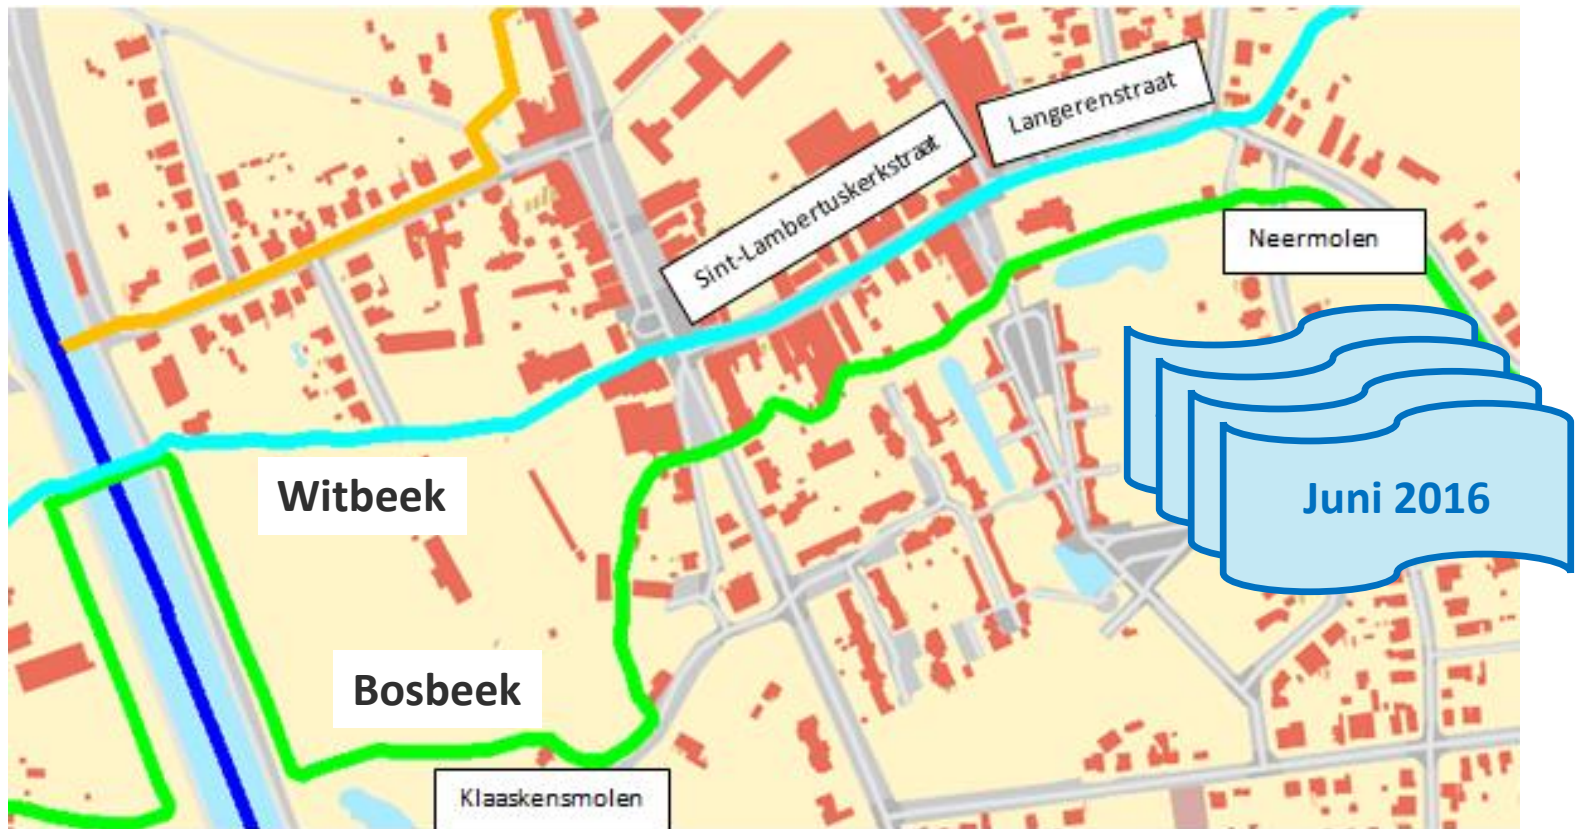 Langerenstraat
Sint-Lambertuskerkstraat
Neermolen
Witbeek
Juni 2016
Bosbeek
Klaaskensmolen